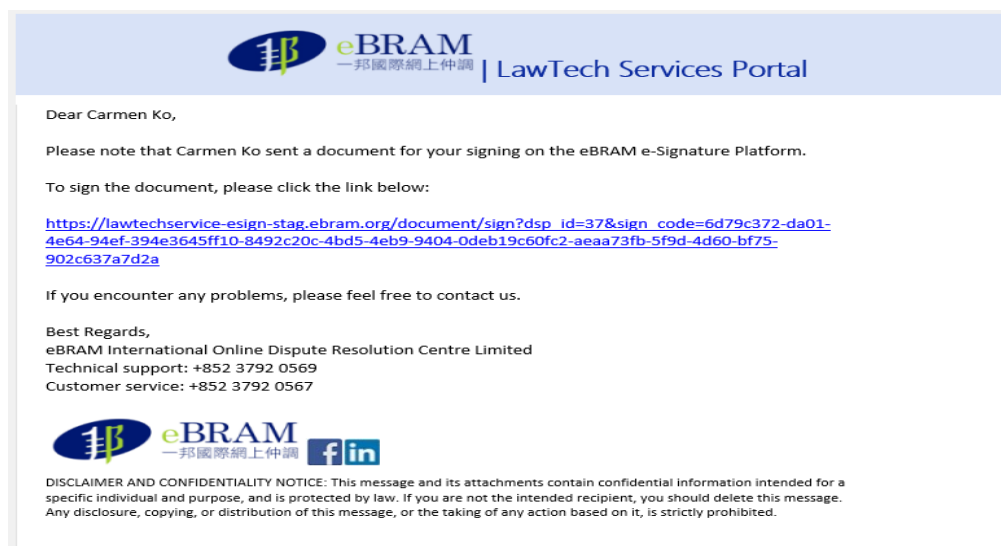 邦 eBRAM
一邦國際網上仲調 | LawTech Services Portal
Dear Carmen Ko,
Please note that Carmen Ko sent a document for your signing on the eBRAM e-Signature Platform.
To sign the document, please click the link below:
https://lawtechservice-esign-stag.ebram.org/document/sign?dsp_id=37&sign_code=6d79c372-da01-
4e64-94ef-394e3645ff10-8492c20c-4bd5-4eb9-9404-0deb19c60fc2-aeaa73fb-5f9d-4d60-bf75-
902c637a7d2a
If you encounter any problems, please feel free to contact us.
Best Regards,
eBRAM International Online Dispute Resolution Centre Limited
Technical support: +852 3792 0569
Customer service: +852 3792 0567
邦 eBRAM
一邦國際網上仲調 f in
DISCLAIMER AND CONFIDENTIALITY NOTICE: This message and its attachments contain confidential information intended for a
specific individual and purpose, and is protected by law. If you are not the intended recipient, you should delete this message.
Any disclosure, copying, or distribution of this message, or the taking of any action based on it, is strictly prohibited.